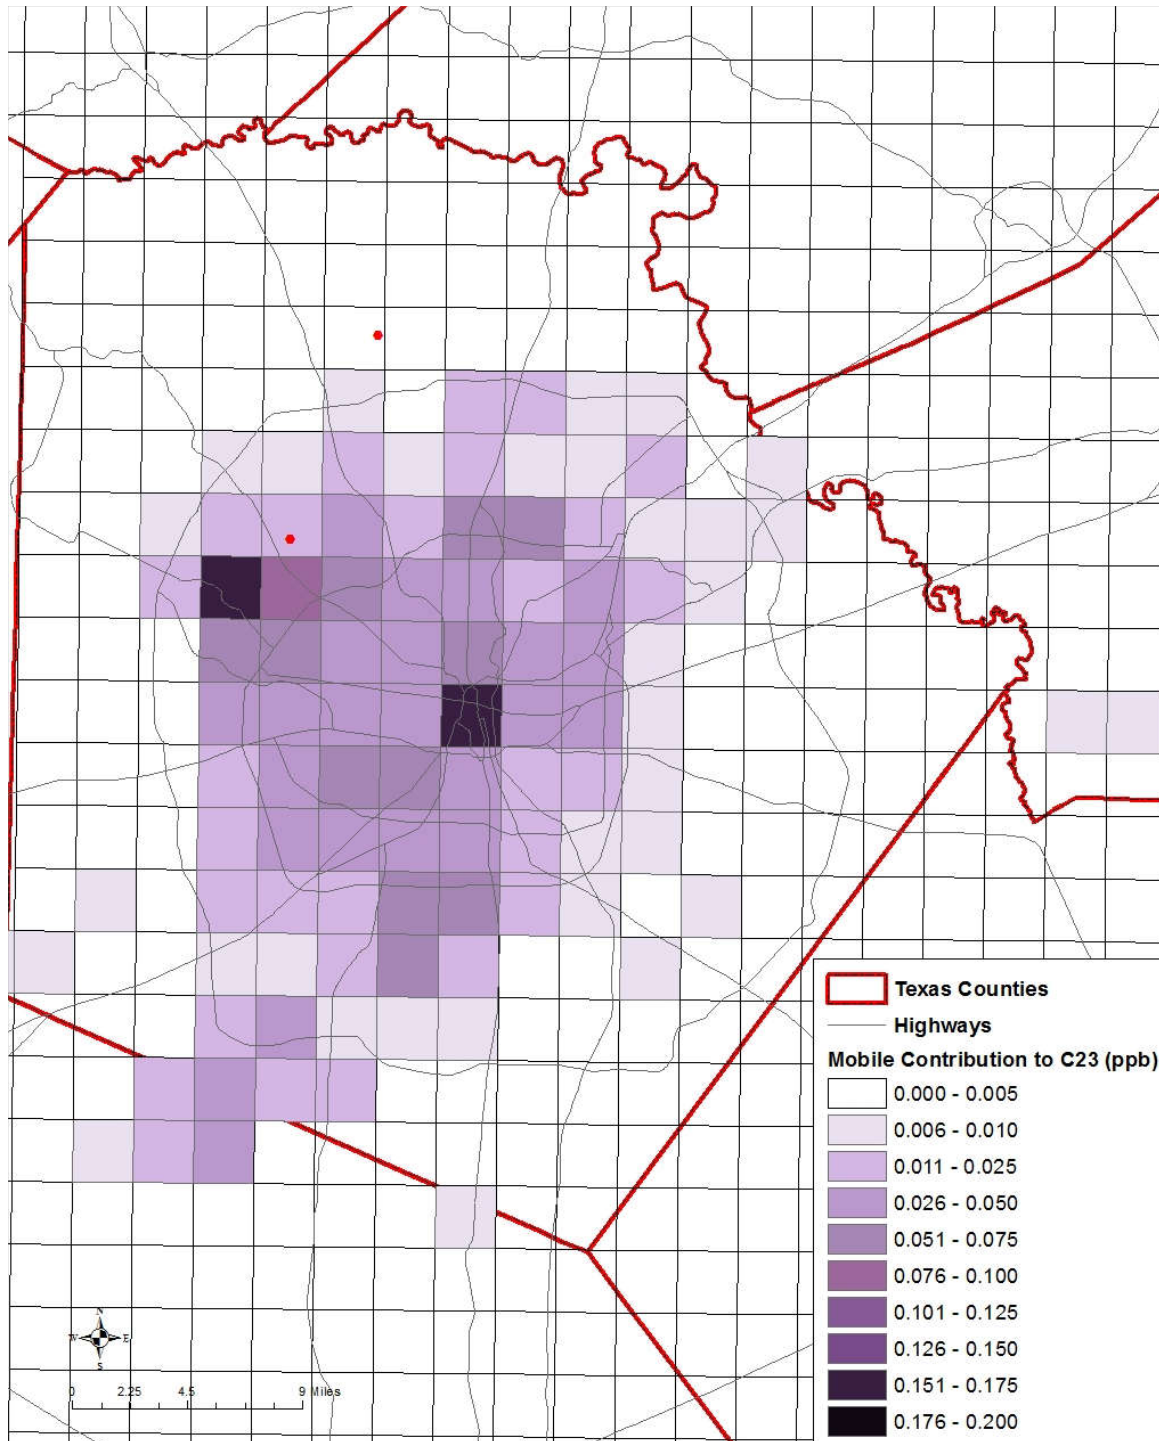 Texas Counties
Highways
Mobile Contribution to C23 (ppb)
0.000 - 0.005
0.006 - 0.010
0.011 - 0.025
0.026 - 0.050
0.051 - 0.075
0.076 - 0.100
0.101 - 0.125
0.126 - 0.150
0.151 - 0.175
0.176 - 0.200
N
W E
S
0 2.25 4.5 9 Miles